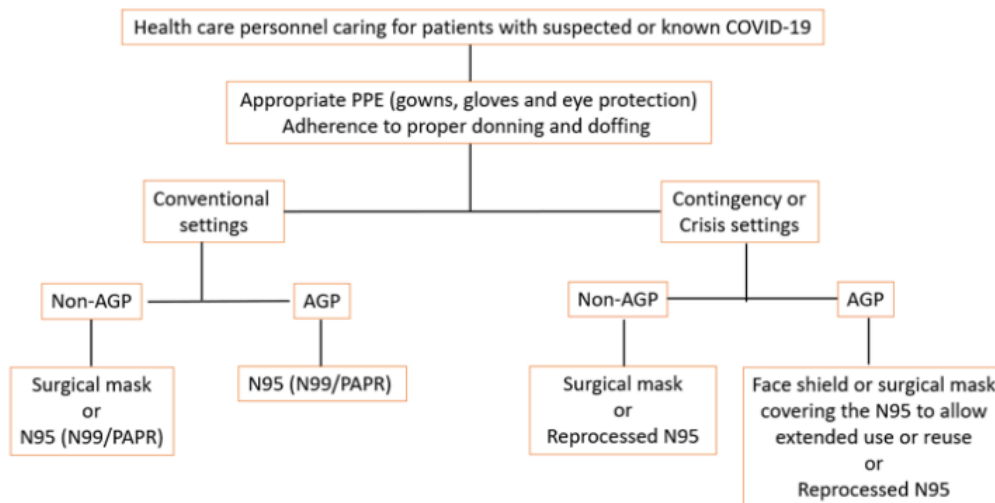 Health care personnel caring for patients with suspected or known COVID-19
Appropriate PPE (gowns, gloves and eye protection)
Adherence to proper donning and doffing
Conventional
settings
Contingency or
Crisis settings
Non-AGP
AGP
Non-AGP
AGP
Surgical mask
or
N95 (N99/PAPR)
N95 (N99/PAPR)
Surgical mask
or
Reprocessed N95
Face shield or surgical mask
covering the N95 to allow
extended use or reuse
or
Reprocessed N95